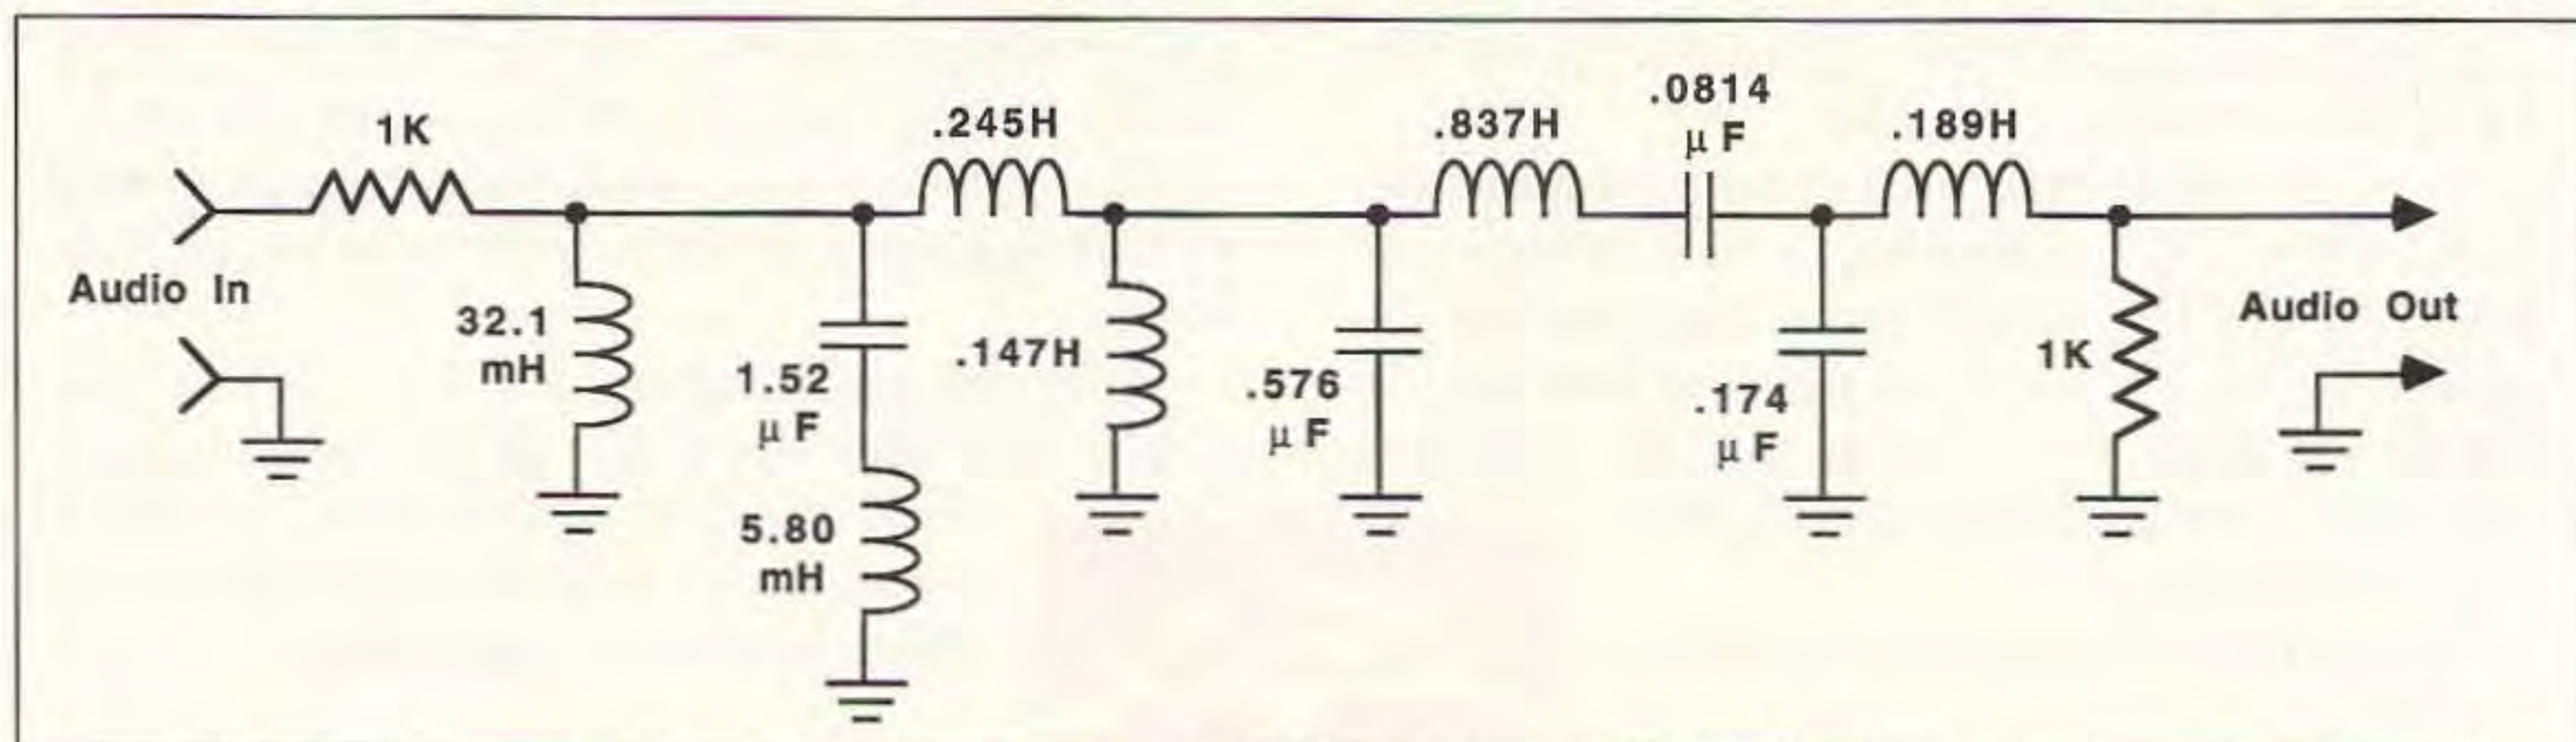 1K
Audio In
32.1
mH
1.52
μF
5.80
mH
.245H
.147H
.576
μF
.837H
.0814
μF
.174
μF
.189H
1K
Audio Out